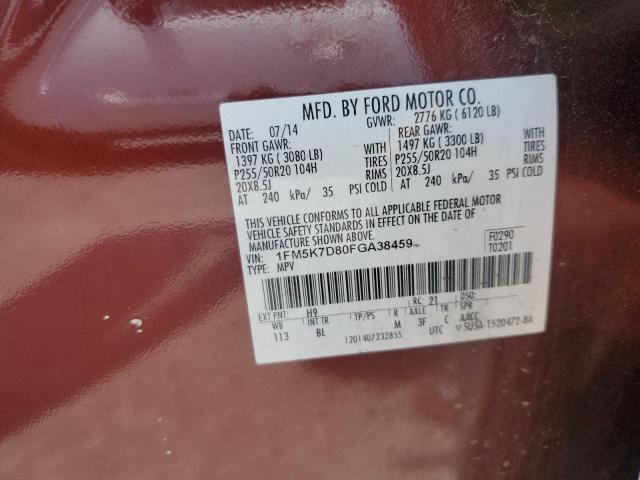 MFD. BY FORD MOTOR CO.
DATE: 07/14 GVWR: 2776 KG ( 6120 LB)
FRONT GAWR: REAR GAWR:
1397 KG ( 3080 LB) WITH 1497 KG ( 3300 LB) WITH
P255/50R20 104H TIRES P255/50R20 104H TIRES
20X8.5J RIMS 20X8.5J RIMS
AT 240 kPa/ 35 PSI COLD AT 240 kPa/ 35 PSI COLD
THIS VEHICLE CONFORMS TO ALL APPLICABLE FEDERAL MOTOR
VEHICLE SAFETY STANDARDS IN EFFECT ON THE DATE OF
MANUFACTURE SHOWN ABOVE.
VIN: 1FM5K7D80FGA38459
TYPE: MPV
F0290
T0201
EXT PNT: H9 RC: 21 DSO:
WB INT TR TP/PS R AXLE TR SPR
113 BL M 3F C AACC
1201407232855 UTC 5U5A-1520472-BA